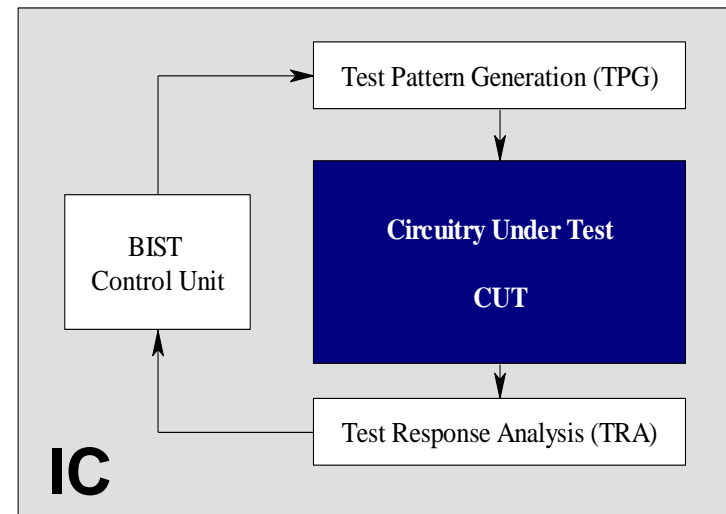 Test Pattern Generation (TPG)
Circuitry Under Test
CUT
BIST
Control Unit
Test Response Analysis (TRA)
IC